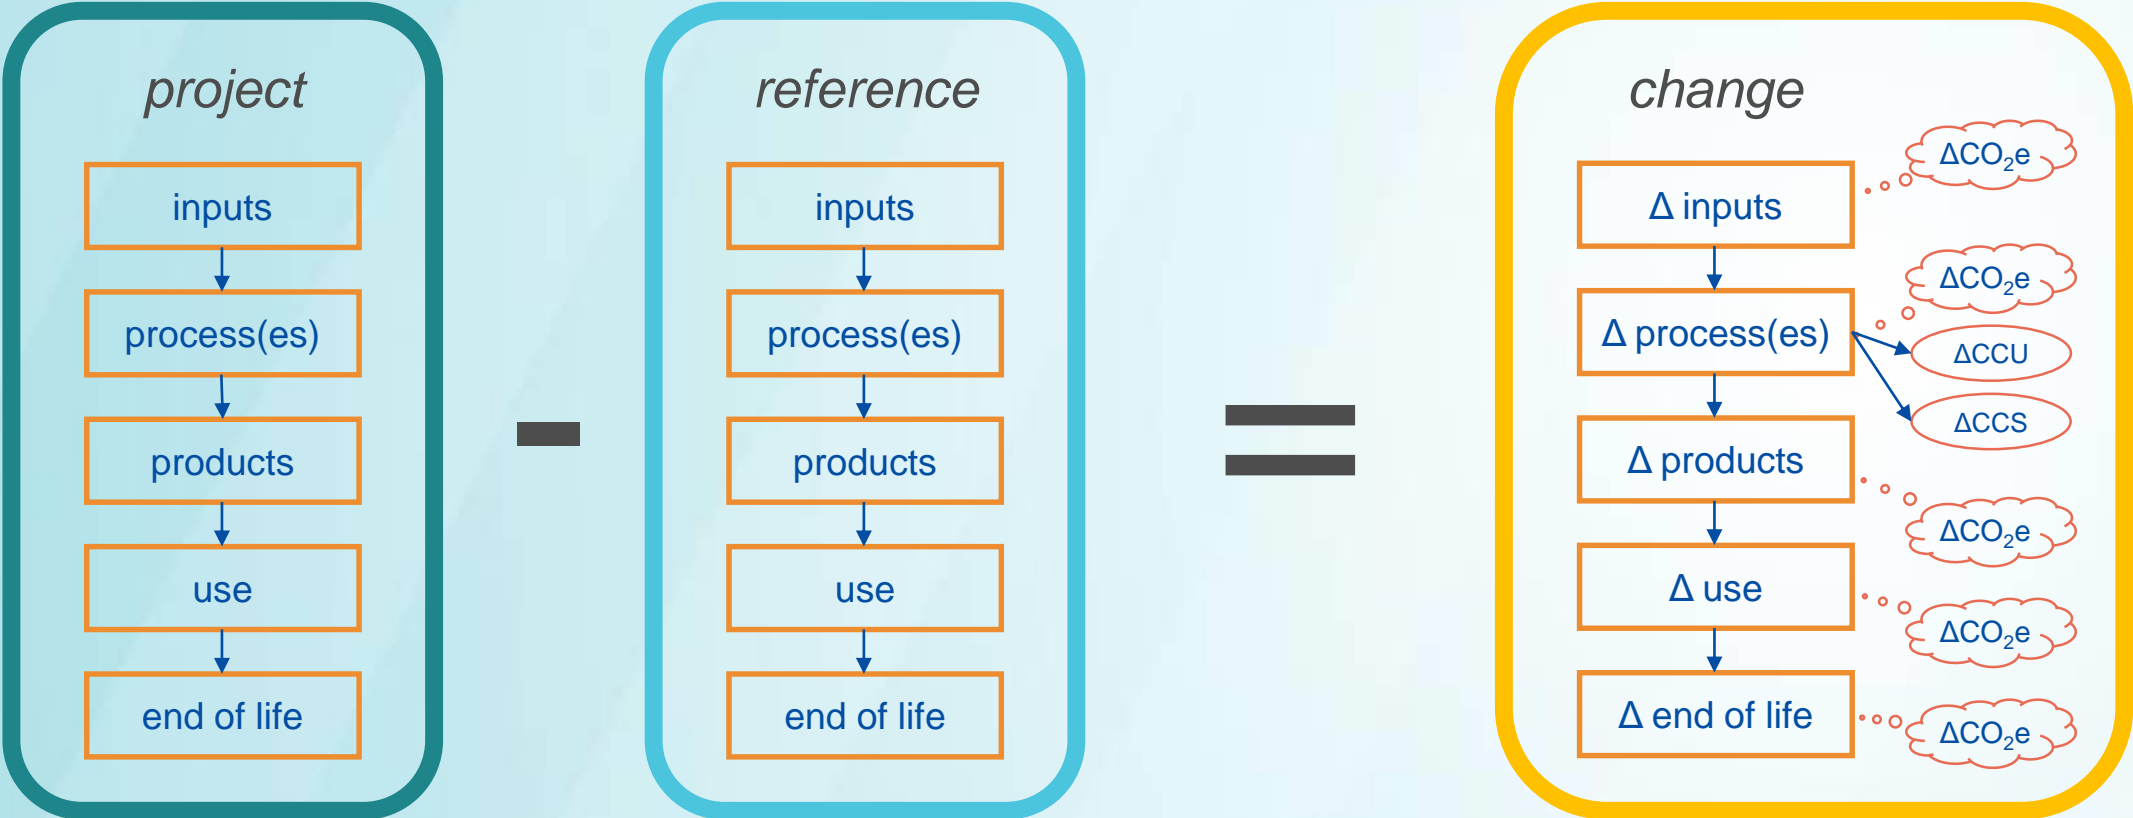 project
inputs
process(es)
products
use
end of life
-
reference
inputs
process(es)
products
use
end of life
=
change
Δ inputs
ΔCO₂e
Δ process(es)
ΔCO₂e
ΔCCU
ΔCCS
Δ products
ΔCO₂e
Δ use
ΔCO₂e
Δ end of life
ΔCO₂e